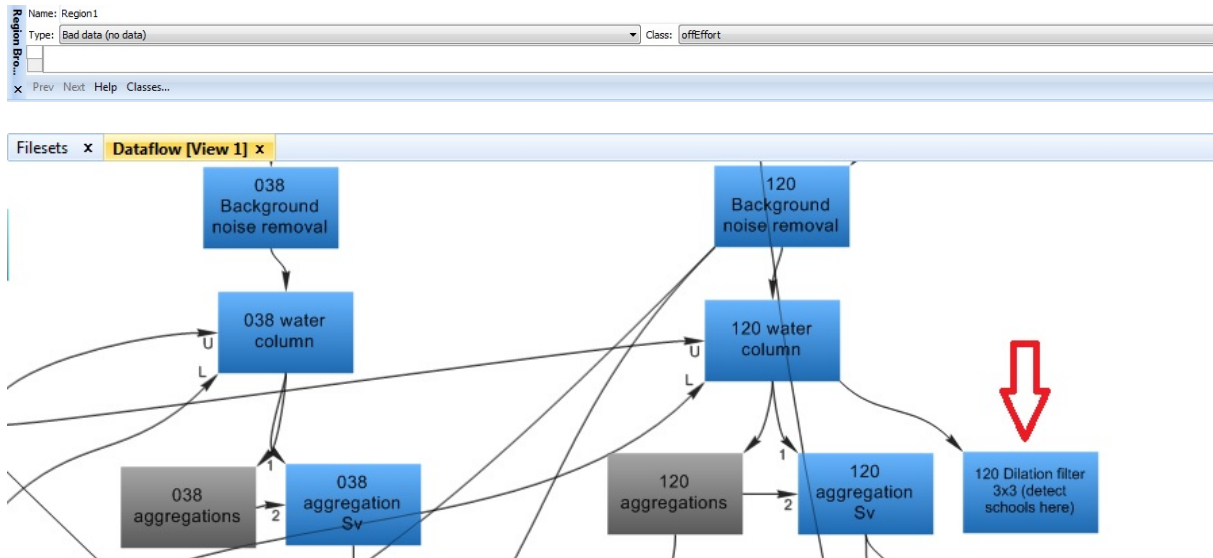 Region Bro...
Name: Region1
Type: Bad data (no data) Class: offEffort
x Prev Next Help Classes...
Filesets x Dataflow [View 1] x
038
Background
noise removal
120
Background
noise removal
038 water
column
U
L
120 water
column
U
L
038
aggregations
1
2
038
aggregation
Sv
120
aggregations
1
2
120
aggregation
Sv
120 Dilation filter
3x3 (detect
schools here)